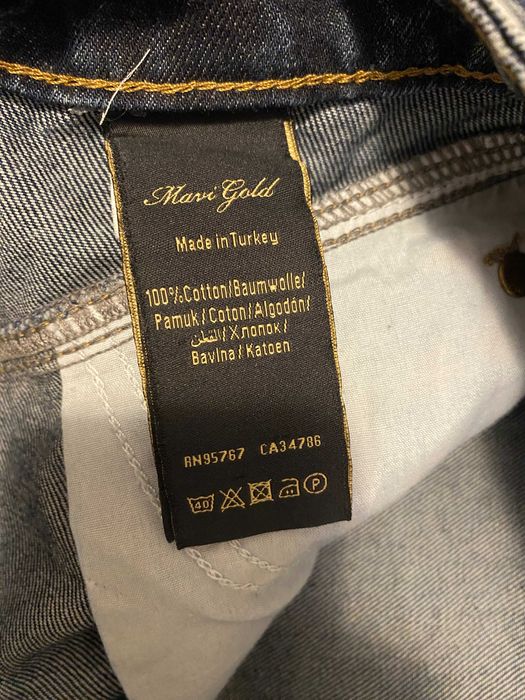 Mavi Gold
Made in Turkey
100%Cotton/Baumwolle/
Pamuk/Coton/Algodón/
القطن/Хлопок/
Bavlna/Katoen
RN95767 CA34786
40 P